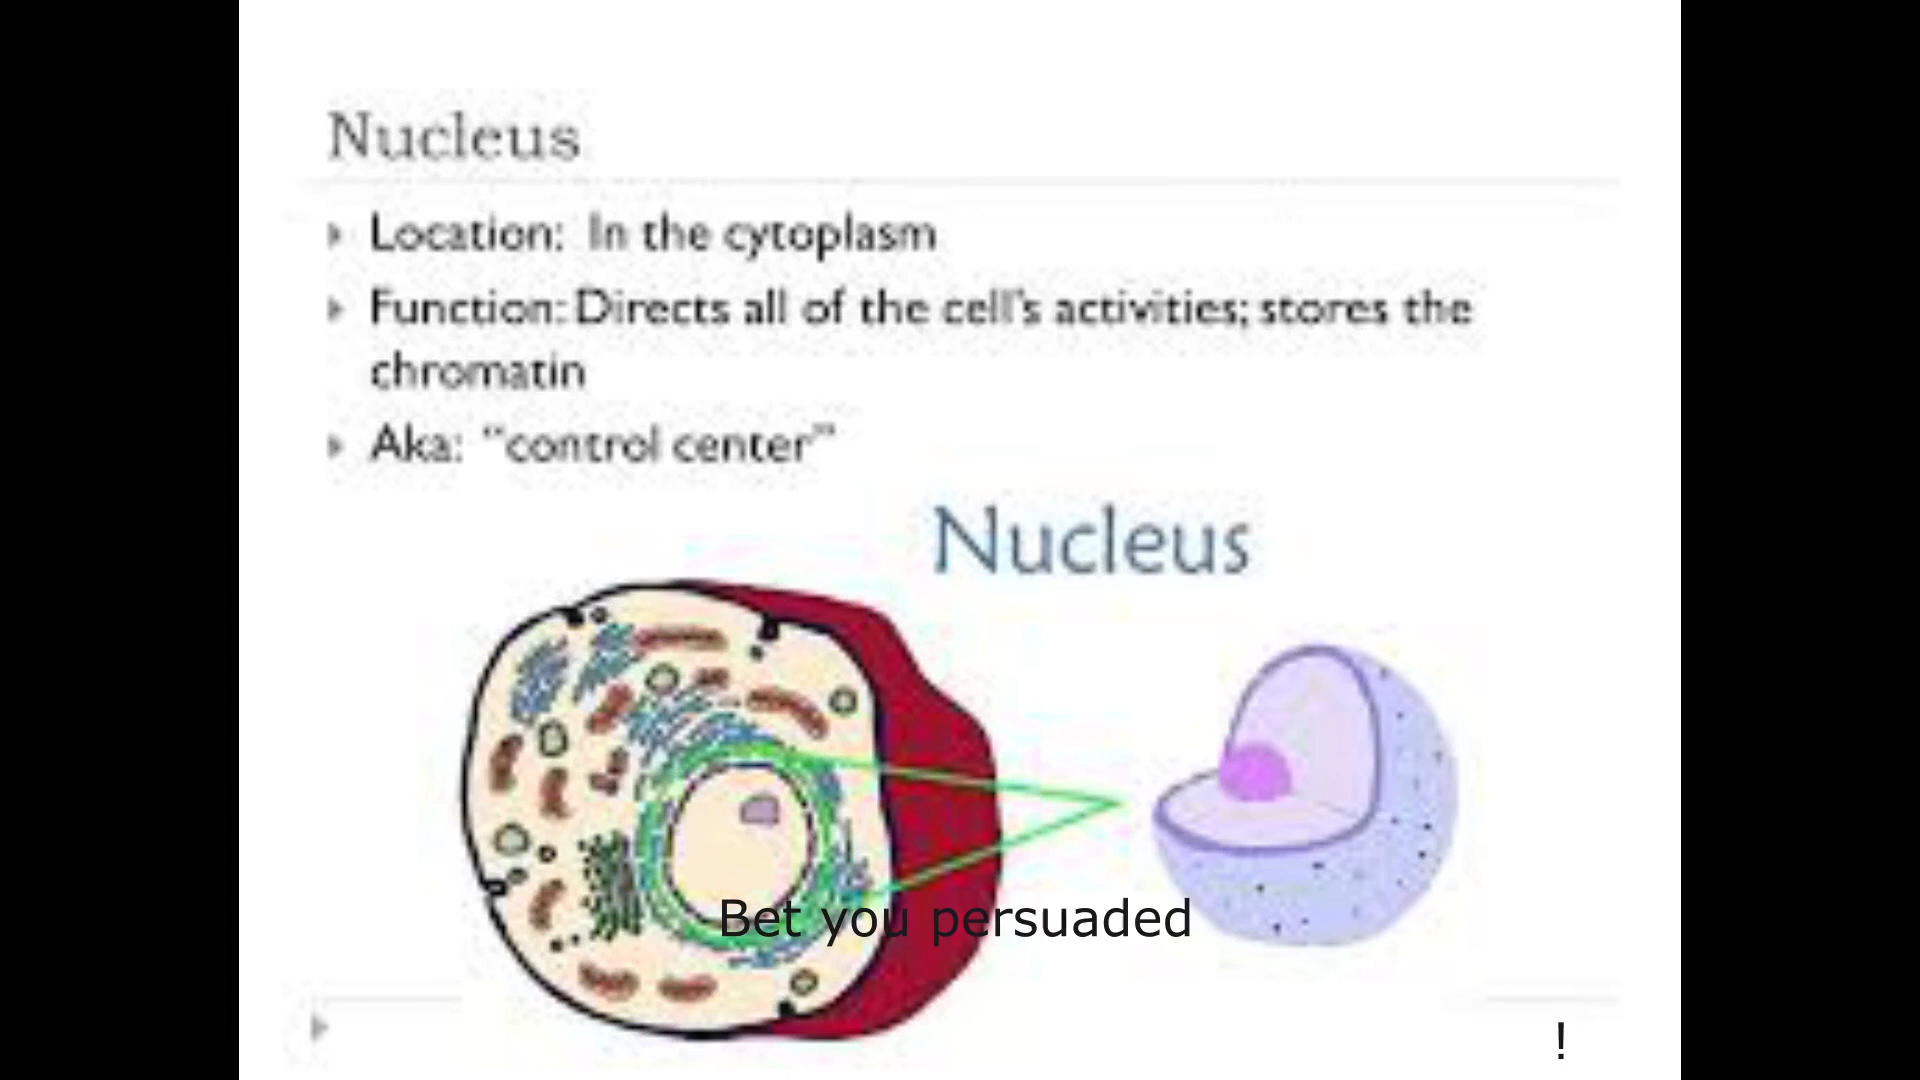 Nucleus
Location: In the cytoplasm
Function: Directs all of the cell's activities; stores the
chromatin
Aka: "control center"
Nucleus
Bet you persuaded
!